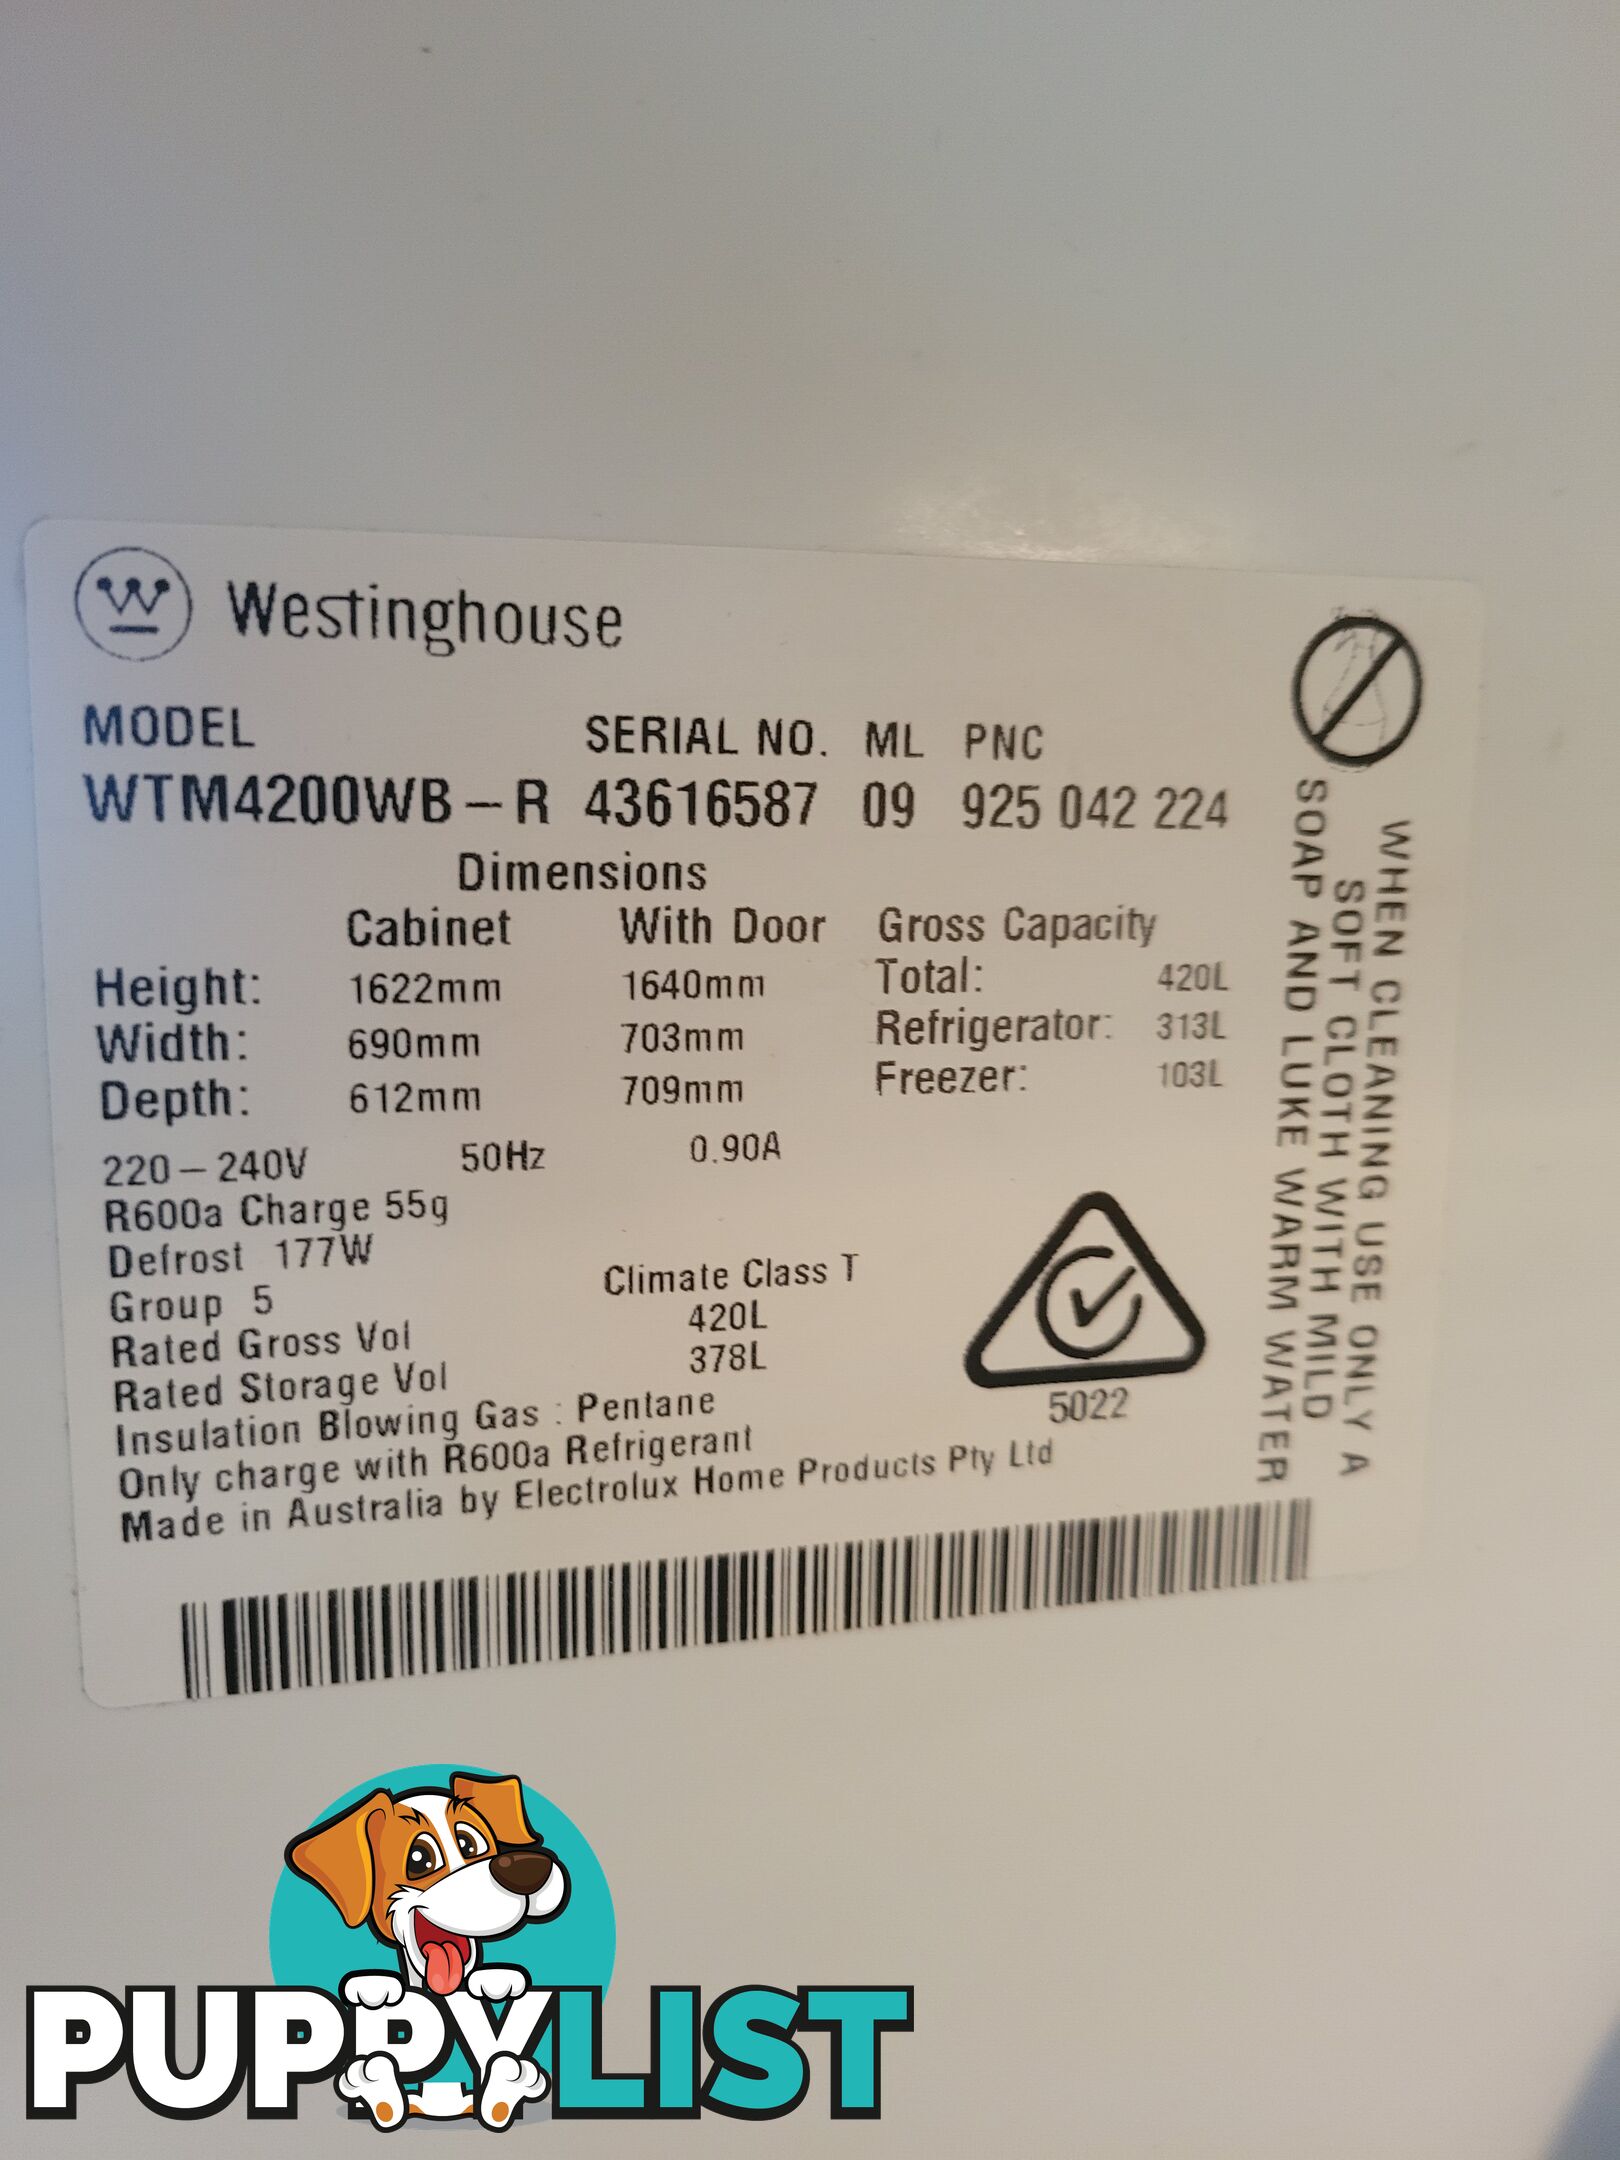 Westinghouse
MODEL SERIAL NO. ML PNC
WTM4200WB-R 43616587 09 925 042 224
Dimensions
Cabinet With Door Gross Capacity
Height: 1622mm 1640mm Total: 420L
Width: 690mm 703mm Refrigerator: 313L
Depth: 612mm 709mm Freezer: 103L
220-240V 50Hz 0.90A
R600a Charge 55g
Defrost 177W
Group 5 Climate Class T
Rated Gross Vol 420L
Rated Storage Vol 378L
Insulation Blowing Gas : Pentane
Only charge with R600a Refrigerant
Made in Australia by Electrolux Home Products Pty Ltd
5022
WHEN CLEANING USE ONLY A
SOFT CLOTH WITH MILD
SOAP AND LUKE WARM WATER
PUPPYLIST